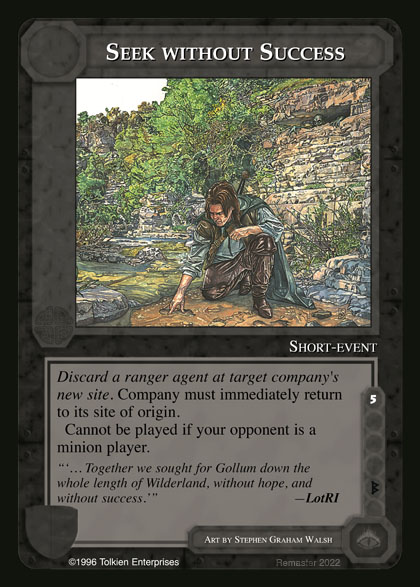 Seek without Success
Short-event
Discard a ranger agent at target company's
new site. Company must immediately return
to its site of origin.
Cannot be played if your opponent is a
minion player.
“‘… Together we sought for Gollum down the
whole length of Wilderland, without hope, and
without success.’”
—LotRI
5
Art by Stephen Graham Walsh
©1996 Tolkien Enterprises
Remaster 2022